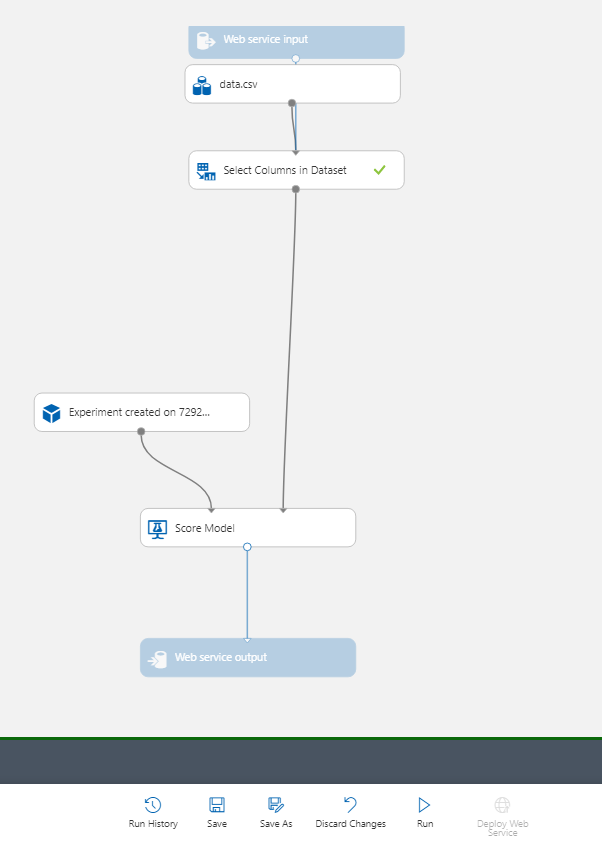 Web service input
data.csv
Select Columns in Dataset
Experiment created on 7292...
Score Model
Web service output
Run History
Save
Save As
Discard Changes
Run
Deploy Web
Service